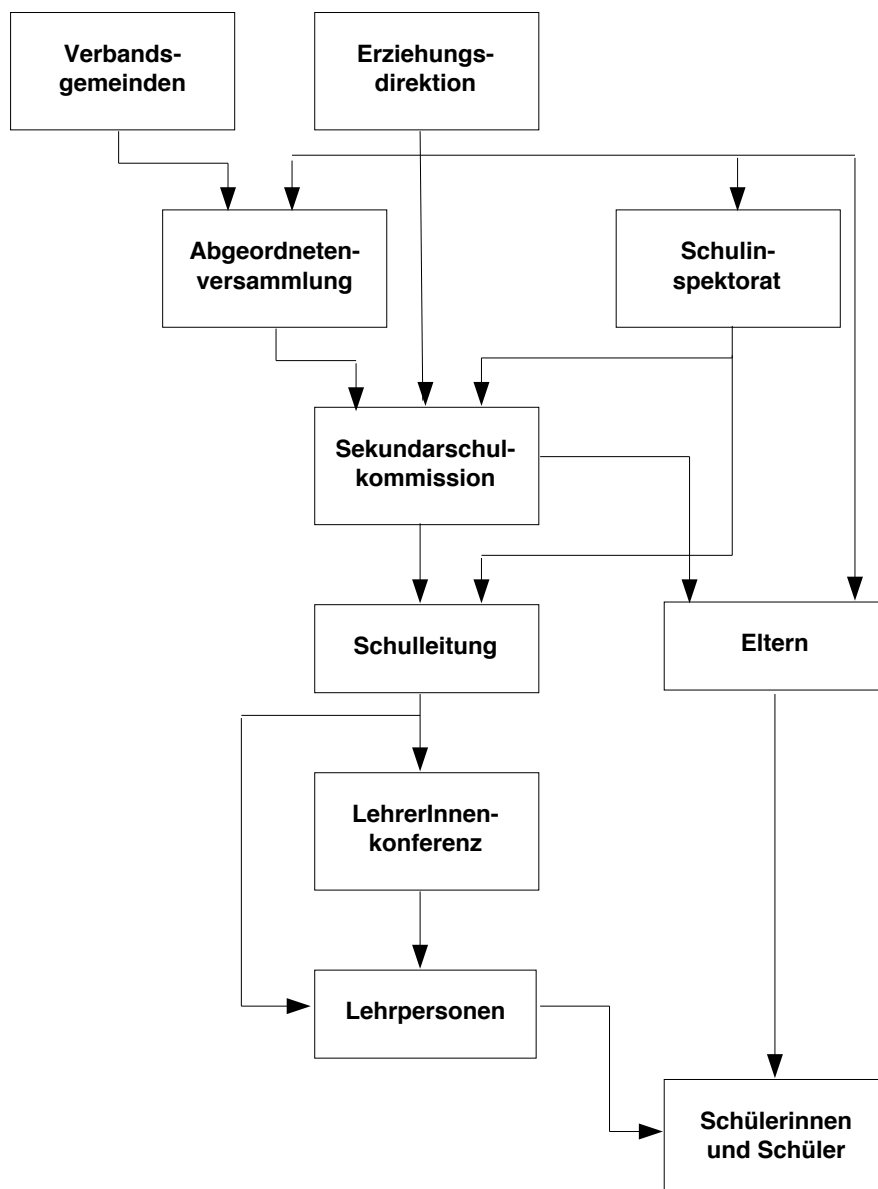 Verbands-
gemeinden
Erziehungs-
direktion
Abgeordneten-
versammlung
Schulin-
spektorat
Sekundarschul-
kommission
Schulleitung
Eltern
LehrerInnen-
konferenz
Lehrpersonen
Schülerinnen
und Schüler